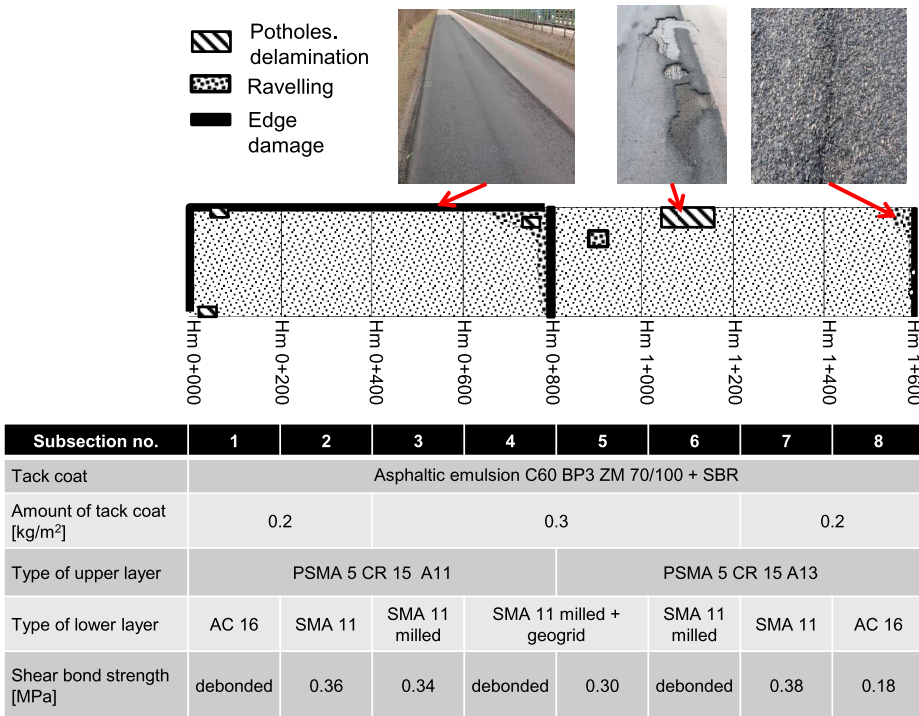 Potholes.
delamination
Ravelling
Edge
damage
Hm 0+000
Hm 0+200
Hm 0+400
Hm 0+600
Hm 0+800
Hm 1+000
Hm 1+200
Hm 1+400
Hm 1+600
Subsection no. 1 2 3 4 5 6 7 8
Tack coat Asphaltic emulsion C60 BP3 ZM 70/100 + SBR
Amount of tack coat
[kg/m²] 0.2 0.3 0.2
Type of upper layer PSMA 5 CR 15 A11 PSMA 5 CR 15 A13
Type of lower layer AC 16 SMA 11 SMA 11
milled SMA 11 milled +
geogrid SMA 11
milled SMA 11 AC 16
Shear bond strength
[MPa] debonded 0.36 0.34 debonded 0.30 debonded 0.38 0.18